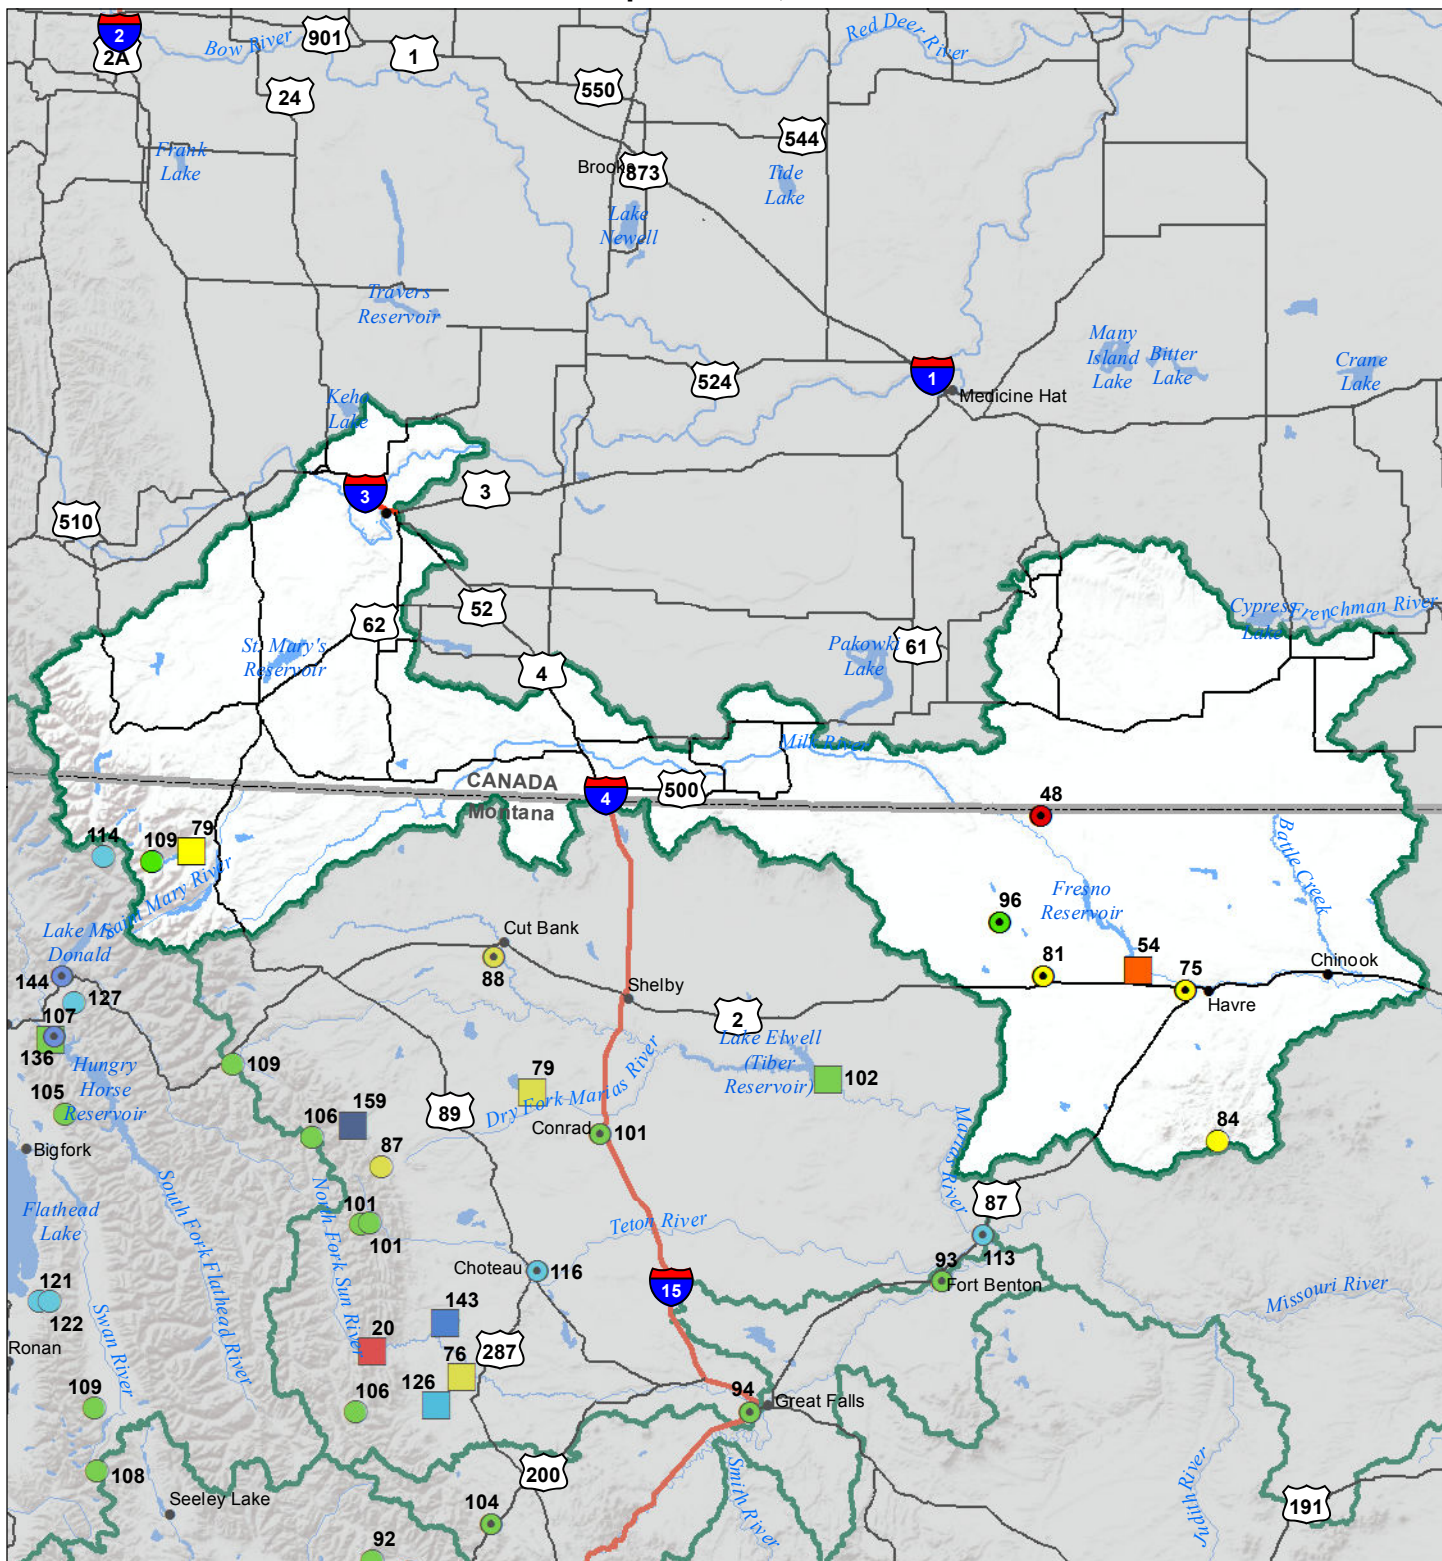 2
2A
Bow River
901
1
Red Deer River
24
550
544
Frank
Lake
Brooks
873
Tide
Lake
Lake
Newell
Travers
Reservoir
Many
Island
Lake
Bitter
Lake
Crane
Lake
524
1
Medicine Hat
Keho
Lake
3
3
510
62
52
Cypress
Lake
Frenchman River
St. Mary's
Reservoir
4
Pakowki
Lake
61
Milk River
CANADA
Montana
4
500
48
114
109
79
Saint Mary River
Battle Creek
96
Fresno
Reservoir
Lake Mc
Donald
Cut Bank
88
81
54
75
Havre
Chinook
144
127
Shelby
107
136
2
Lake Elwell
(Tiber
Reservoir)
102
Hungry
Horse
Reservoir
109
79
105
89
Dry Fork Marias River
106
159
Conrad
101
Marias River
Bigfork
87
84
South Fork Flathead River
North Fork Sun River
87
Flathead
Lake
101
101
Teton River
113
Choteau
116
93
Fort Benton
121
122
15
Missouri River
Swan River
143
20
287
Ronan
76
126
109
106
94
Great Falls
108
200
Smith River
Judith River
Seeley Lake
104
191
92